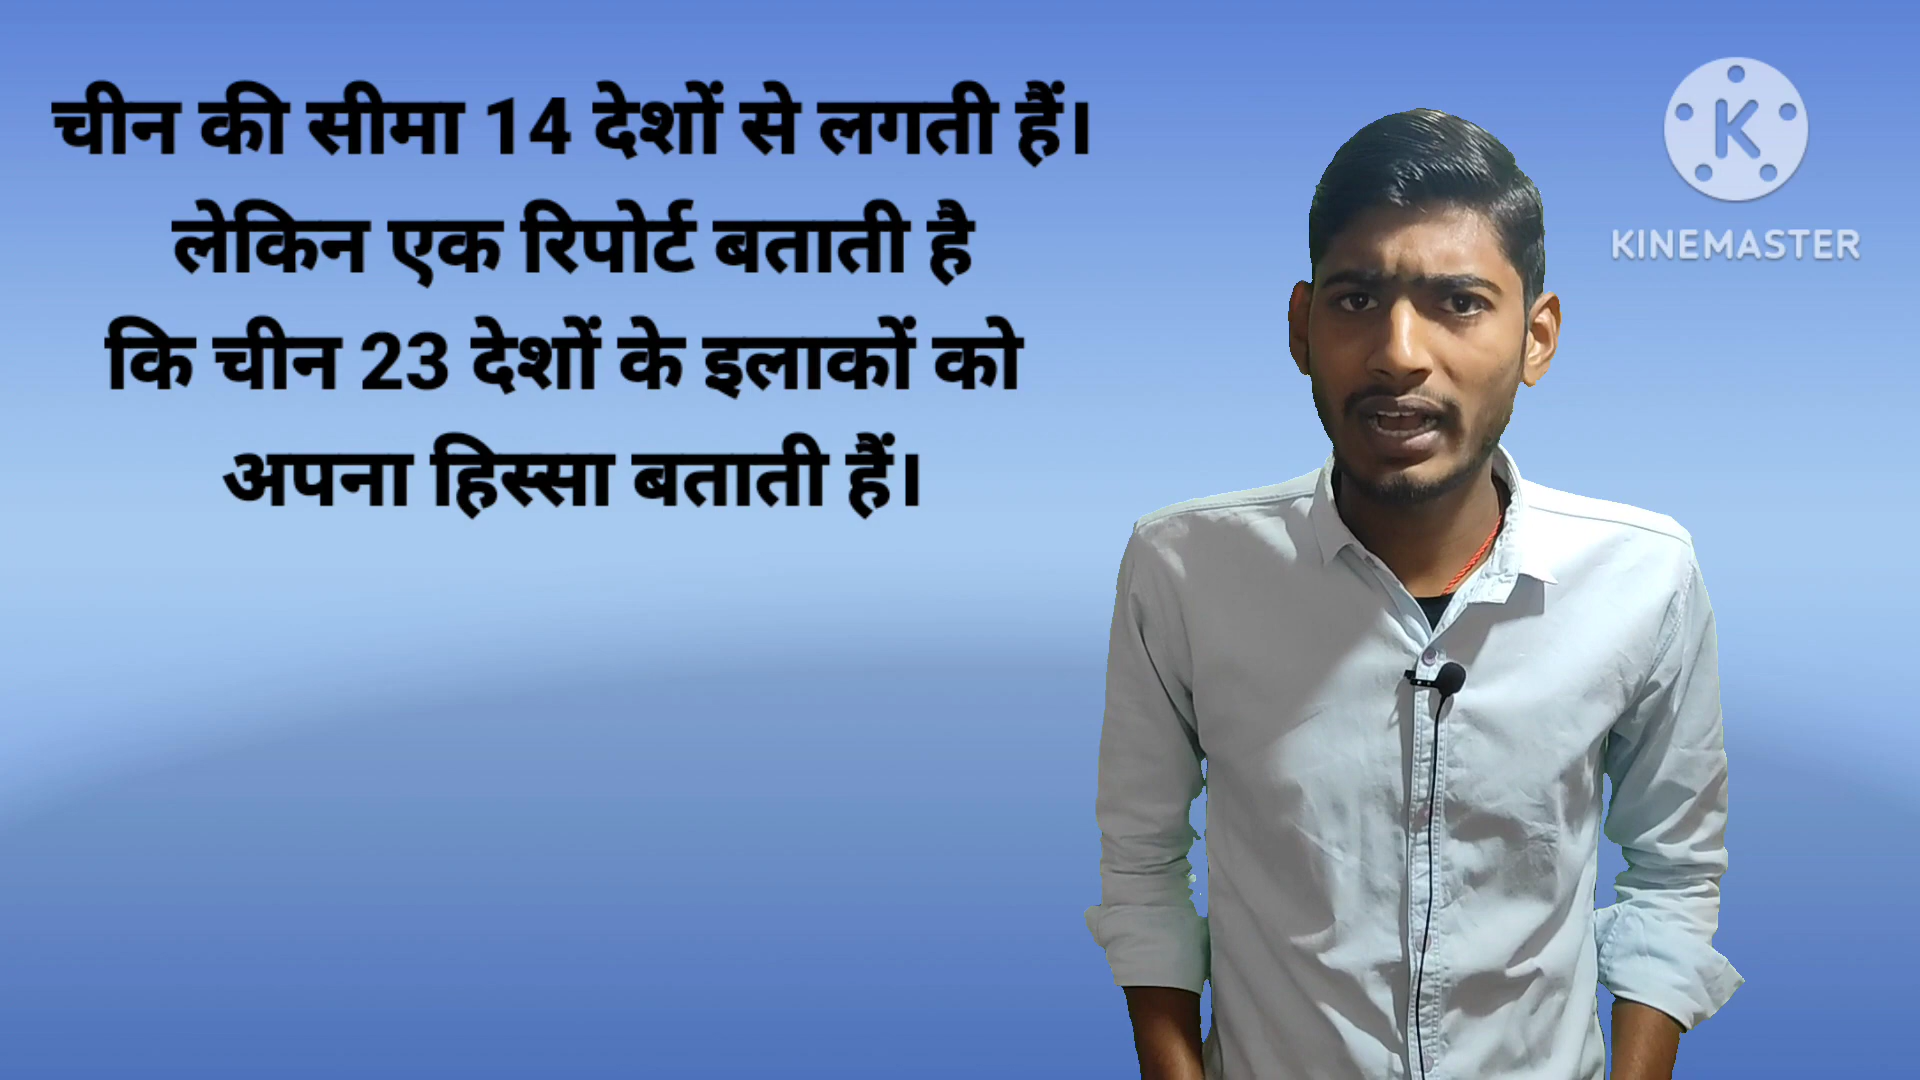 चीन की सीमा 14 देशों से लगती हैं।
लेकिन एक रिपोर्ट बताती है
कि चीन 23 देशों के इलाकों को
अपना हिस्सा बताती हैं।
K
KINEMASTER